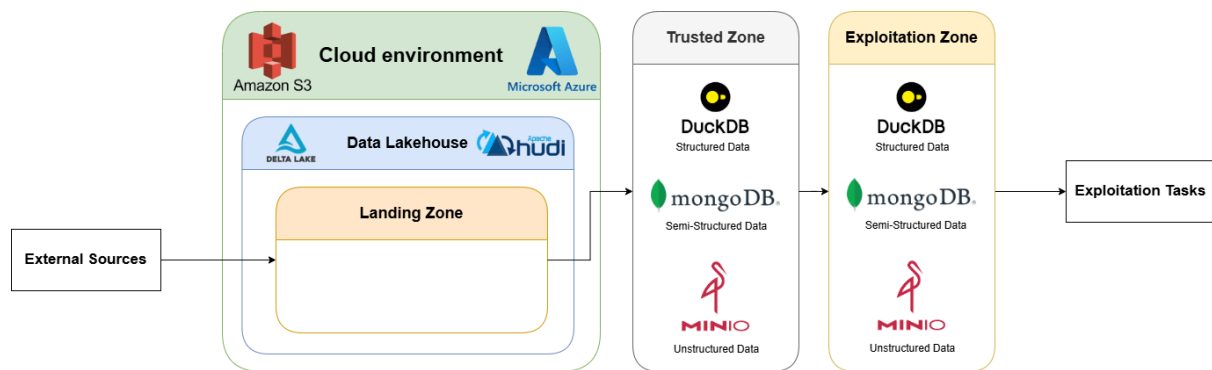 External Sources
Cloud environment
Amazon S3
Microsoft Azure
DELTA LAKE
Data Lakehouse
Apache
hudi
Landing Zone
Trusted Zone
DuckDB
Structured Data
mongoDB®
Semi-Structured Data
MINIO
Unstructured Data
Exploitation Zone
DuckDB
Structured Data
mongoDB®
Semi-Structured Data
MINIO
Unstructured Data
Exploitation Tasks